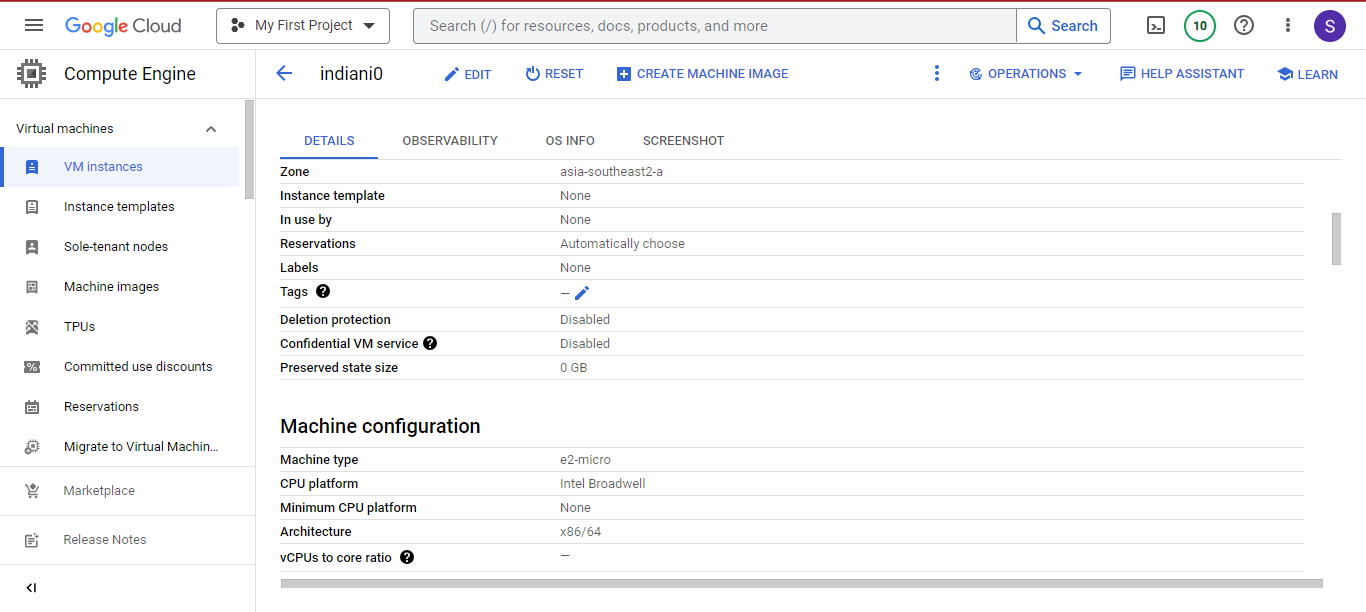 Google Cloud
My First Project
Search (/) for resources, docs, products, and more
Search
10
S
Compute Engine
indiani0
EDIT
RESET
CREATE MACHINE IMAGE
OPERATIONS
HELP ASSISTANT
LEARN
Virtual machines
VM instances
Instance templates
Sole-tenant nodes
Machine images
TPUs
Committed use discounts
Reservations
Migrate to Virtual Machin...
Marketplace
Release Notes
DETAILS OBSERVABILITY OS INFO SCREENSHOT
Zone asia-southeast2-a
Instance template None
In use by None
Reservations Automatically choose
Labels None
Tags —
Deletion protection Disabled
Confidential VM service Disabled
Preserved state size 0 GB
Machine configuration
Machine type e2-micro
CPU platform Intel Broadwell
Minimum CPU platform None
Architecture x86/64
vCPUs to core ratio —